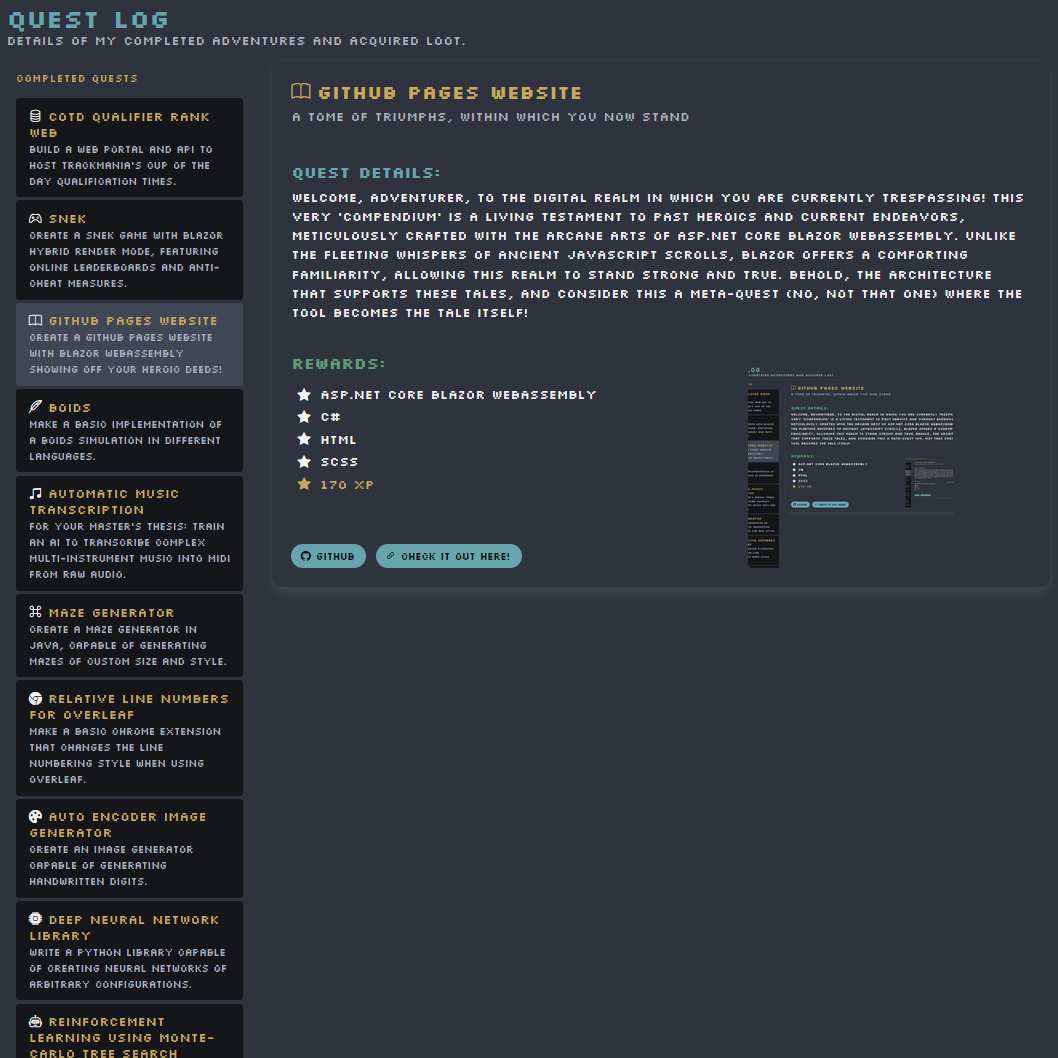 QUEST LOG
DETAILS OF MY COMPLETED ADVENTURES AND ACQUIRED LOOT.
COMPLETED QUESTS
COTD QUALIFIER RANK
WEB
BUILD A WEB PORTAL AND API TO
HOST TRACKMANIA'S CUP OF THE
DAY QUALIFICATION TIMES.
SNEK
CREATE A SNEK GAME WITH BLAZOR
HYBRID RENDER MODE, FEATURING
ONLINE LEADERBOARDS AND ANTI-
CHEAT MEASURES.
GITHUB PAGES WEBSITE
CREATE A GITHUB PAGES WEBSITE
WITH BLAZOR WEBASSEMBLY
SHOWING OFF YOUR HEROIC DEEDS!
BOIDS
MAKE A BASIC IMPLEMENTATION OF
A BOIDS SIMULATION IN DIFFERENT
LANGUAGES.
AUTOMATIC MUSIC
TRANSCRIPTION
FOR YOUR MASTER'S THESIS: TRAIN
AN AI TO TRANSCRIBE COMPLEX
MULTI-INSTRUMENT MUSIC INTO MIDI
FROM RAW AUDIO.
MAZE GENERATOR
CREATE A MAZE GENERATOR IN
JAVA, CAPABLE OF GENERATING
MAZES OF CUSTOM SIZE AND STYLE.
RELATIVE LINE NUMBERS
FOR OVERLEAF
MAKE A BASIC CHROME EXTENSION
THAT CHANGES THE LINE
NUMBERING STYLE WHEN USING
OVERLEAF.
AUTO ENCODER IMAGE
GENERATOR
CREATE AN IMAGE GENERATOR
CAPABLE OF GENERATING
HANDWRITTEN DIGITS.
DEEP NEURAL NETWORK
LIBRARY
WRITE A PYTHON LIBRARY CAPABLE
OF CREATING NEURAL NETWORKS OF
ARBITRARY CONFIGURATIONS.
REINFORCEMENT
LEARNING USING MONTE-
CARLO TREE SEARCH
GITHUB PAGES WEBSITE
A TOME OF TRIUMPHS, WITHIN WHICH YOU NOW STAND
QUEST DETAILS:
WELCOME, ADVENTURER, TO THE DIGITAL REALM IN WHICH YOU ARE CURRENTLY TRESPASSING! THIS
VERY 'COMPENDIUM' IS A LIVING TESTAMENT TO PAST HEROICS AND CURRENT ENDEAVORS,
METICULOUSLY CRAFTED WITH THE ARCANE ARTS OF ASP.NET CORE BLAZOR WEBASSEMBLY. UNLIKE
THE FLEETING WHISPERS OF ANCIENT JAVASCRIPT SCROLLS, BLAZOR OFFERS A COMFORTING
FAMILIARITY, ALLOWING THIS REALM TO STAND STRONG AND TRUE. BEHOLD, THE ARCHITECTURE
THAT SUPPORTS THESE TALES, AND CONSIDER THIS A META-QUEST (NO, NOT THAT ONE) WHERE THE
TOOL BECOMES THE TALE ITSELF!
REWARDS:
ASP.NET CORE BLAZOR WEBASSEMBLY
C#
HTML
SCSS
170 XP
GITHUB
CHECK IT OUT HERE!